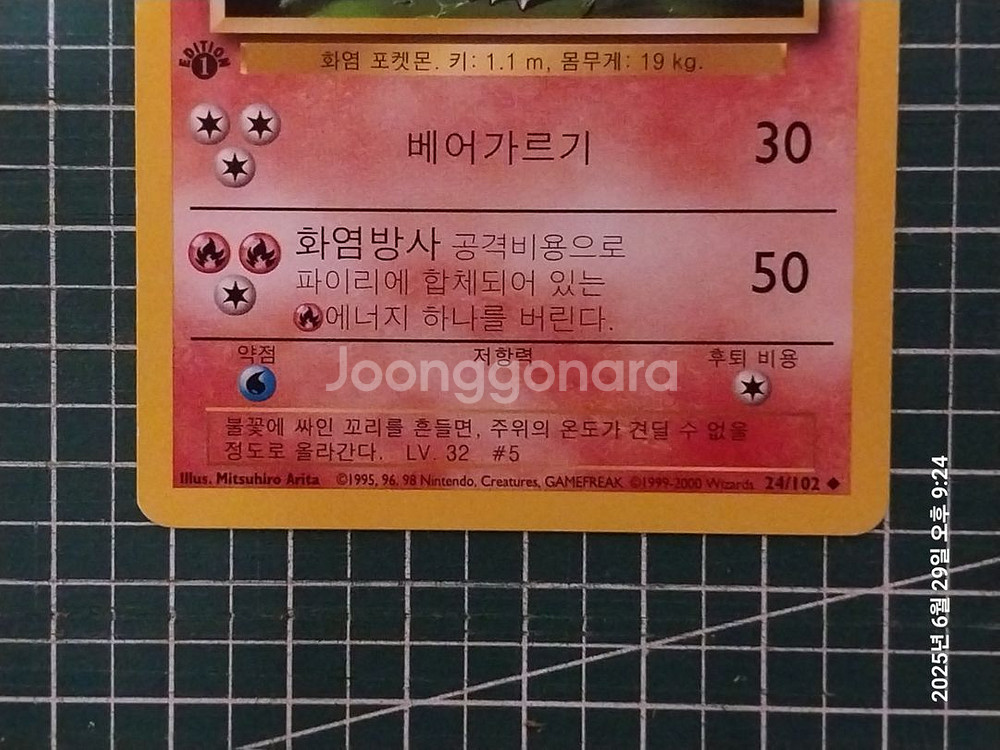 EDITION 1
화염 포켓몬. 키: 1.1 m, 몸무게: 19 kg.
베어가르기 30
화염방사 공격비용으로
파이리에 합체되어 있는
에너지 하나를 버린다.
50
약점 저항력 후퇴 비용
Joonggonara
불꽃에 싸인 꼬리를 흔들면, 주위의 온도가 견딜 수 없을
정도로 올라간다. LV. 32 #5
Illus. Mitsuhiro Arita ©1995, 96, 98 Nintendo, Creatures, GAMEFREAK ©1999-2000 Wizards 24/102
2025년 6월 29일 오후 9:24